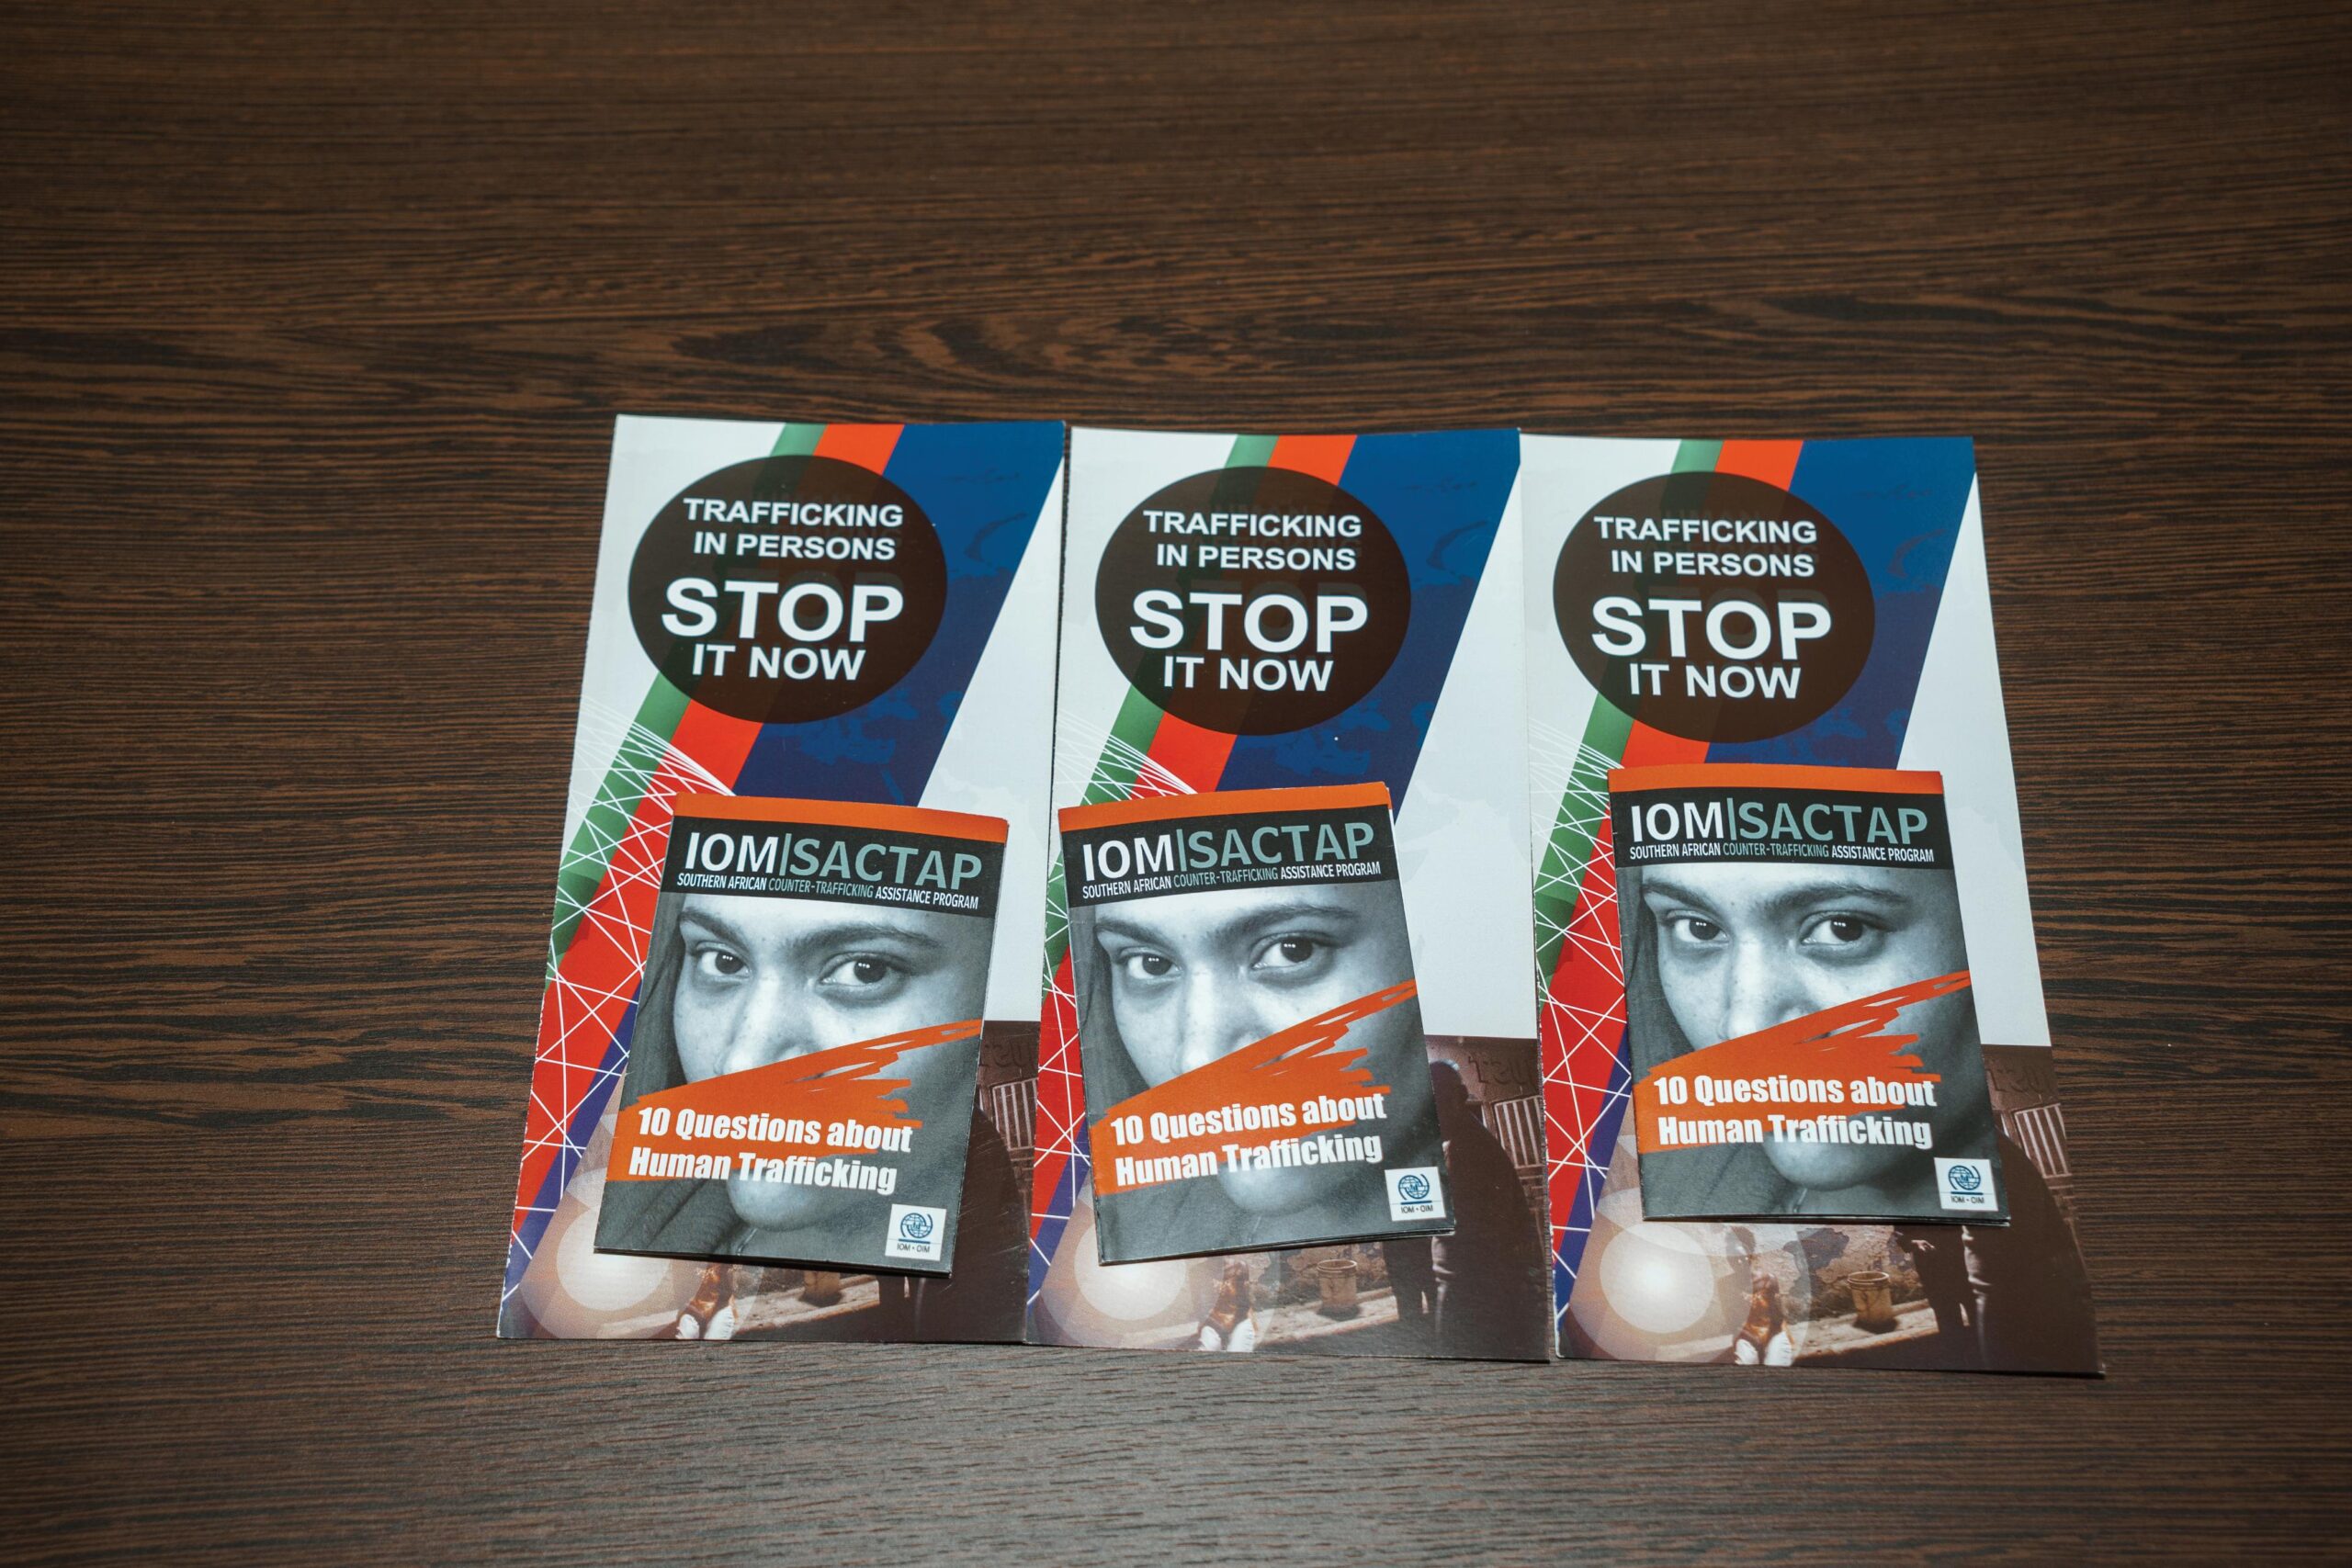 TRAFFICKING
IN PERSONS
STOP
IT NOW
IOM|SACTAP
SOUTHERN AFRICAN COUNTER-TRAFFICKING ASSISTANCE PROGRAM
10 Questions about
Human Trafficking
IOM • OIM
TRAFFICKING
IN PERSONS
STOP
IT NOW
IOM|SACTAP
SOUTHERN AFRICAN COUNTER-TRAFFICKING ASSISTANCE PROGRAM
10 Questions about
Human Trafficking
IOM • OIM
TRAFFICKING
IN PERSONS
STOP
IT NOW
IOM|SACTAP
SOUTHERN AFRICAN COUNTER-TRAFFICKING ASSISTANCE PROGRAM
10 Questions about
Human Trafficking
IOM • OIM